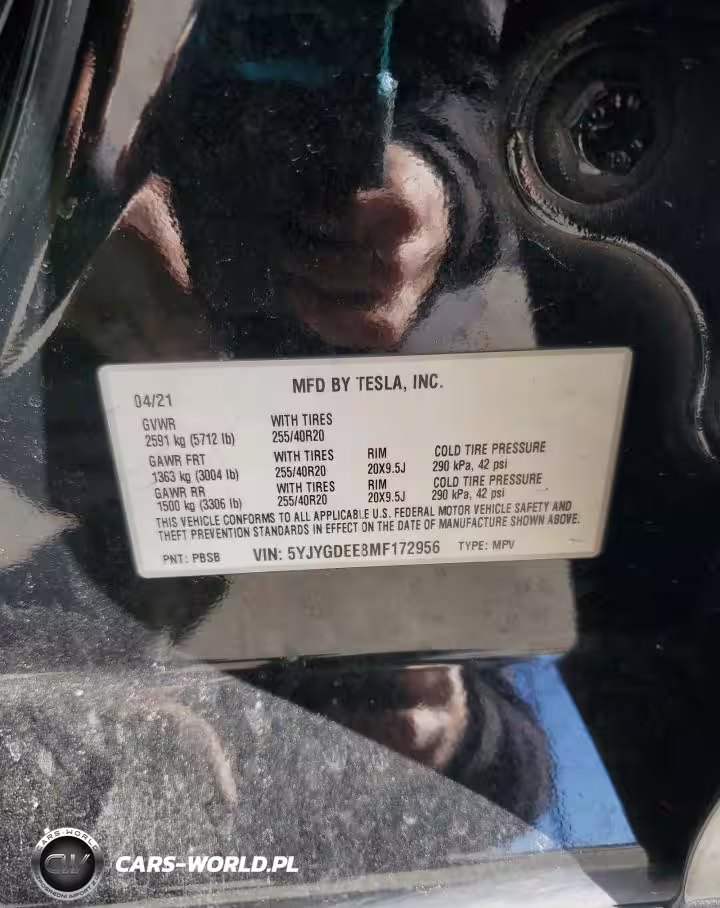 MFD BY TESLA, INC.
04/21
GVWR WITH TIRES
2591 kg (5712 lb) 255/40R20
GAWR FRT WITH TIRES RIM COLD TIRE PRESSURE
1363 kg (3004 lb) 255/40R20 20X9.5J 290 kPa, 42 psi
GAWR RR WITH TIRES RIM COLD TIRE PRESSURE
1500 kg (3306 lb) 255/40R20 20X9.5J 290 kPa, 42 psi
THIS VEHICLE CONFORMS TO ALL APPLICABLE U.S. FEDERAL MOTOR VEHICLE SAFETY AND
THEFT PREVENTION STANDARDS IN EFFECT ON THE DATE OF MANUFACTURE SHOWN ABOVE.
PNT: PBSB VIN: 5YJYGDEE8MF172956 TYPE: MPV
CARS-WORLD
CW
CARS-WORLD.PL